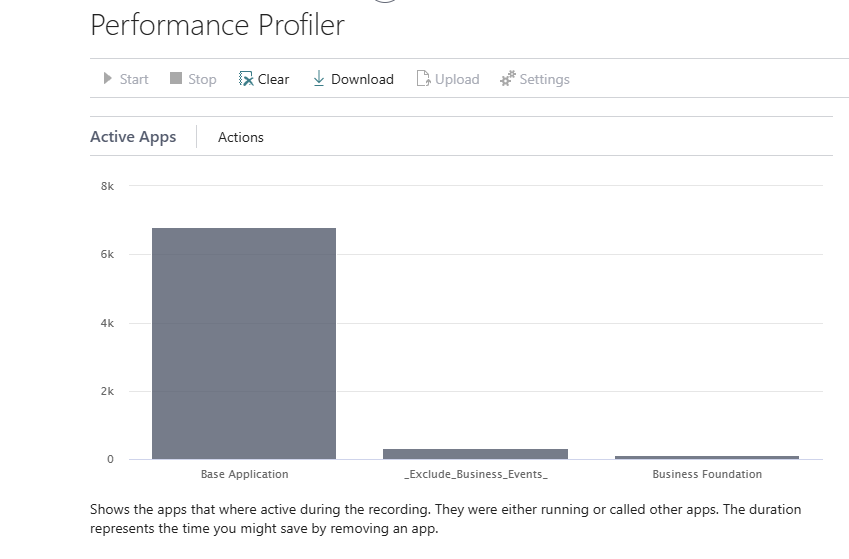 Performance Profiler
Start Stop Clear Download Upload Settings
Active Apps Actions
8k
6k
4k
2k
0
Base Application _Exclude_Business_Events_ Business Foundation
Shows the apps that where active during the recording. They were either running or called other apps. The duration
represents the time you might save by removing an app.